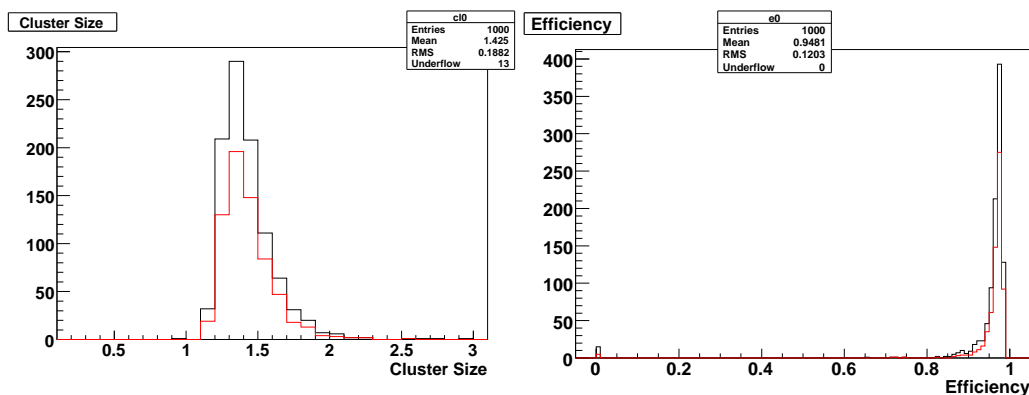 Cluster Size
cl0
Entries 1000
Mean 1.425
RMS 0.1882
Underflow 13
300
250
200
150
100
50
0
0.5 1 1.5 2 2.5 3
Cluster Size
Efficiency
e0
Entries 1000
Mean 0.9481
RMS 0.1203
Underflow 0
400
350
300
250
200
150
100
50
0
0 0.2 0.4 0.6 0.8 1
Efficiency